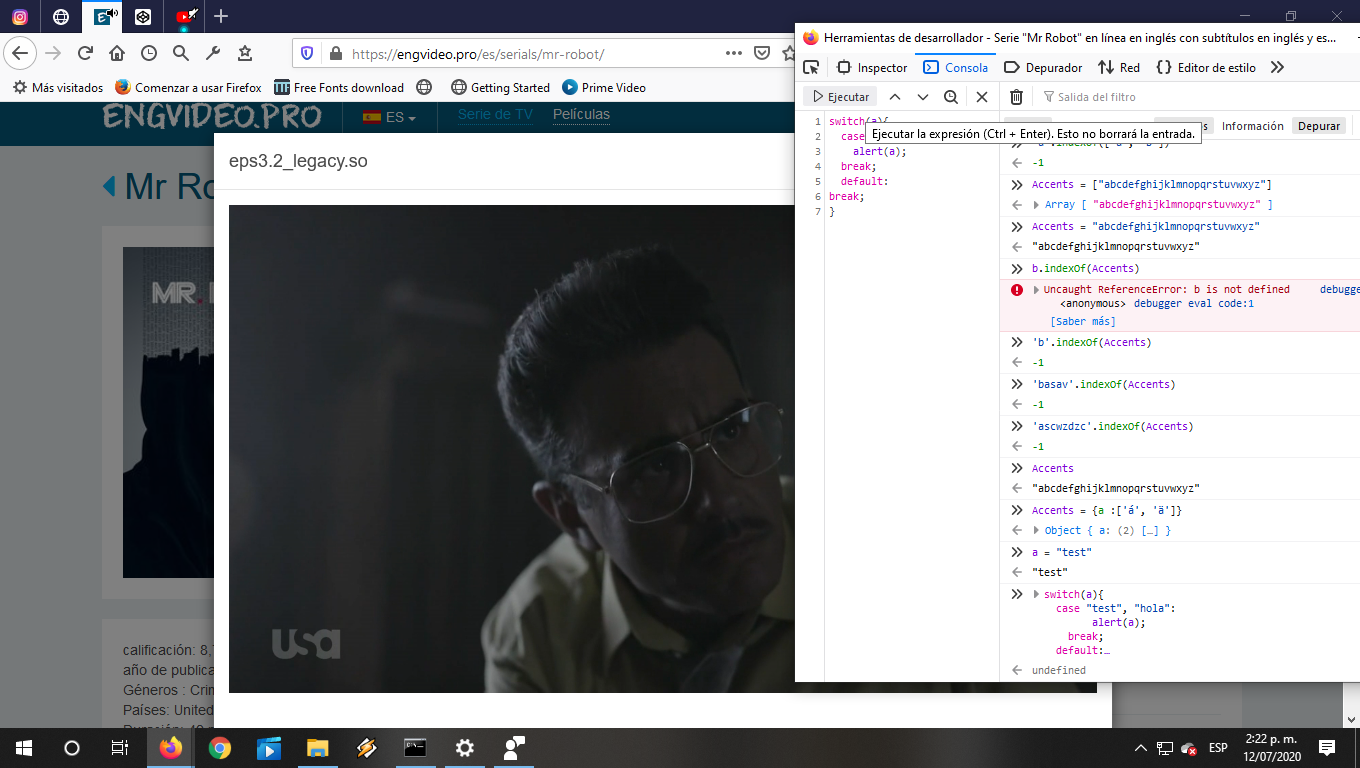 https://engvideo.pro/es/serials/mr-robot/
Más visitados
Comenzar a usar Firefox
Free Fonts download
Getting Started
Prime Video
ENGVIDEO.PRO
ES
Serie de TV
Películas
Mr Ro
MR.
eps3.2_legacy.so
usa
calificación: 8,
año de publica
Géneros : Crim
Países: United
Herramientas de desarrollador - Serie "Mr Robot" en línea en inglés con subtítulos en inglés y es…
Inspector
Consola
Depurador
Red
Editor de estilo
Ejecutar
Salida del filtro
Ejecutar la expresión (Ctrl + Enter). Esto no borrará la entrada.
Información
Depurar
1 switch(a){
2 case
3 alert(a);
4 break;
5 default:
6 break;
7 }
-1
Accents = ["abcdefghijklmnopqrstuvwxyz"]
Array [ "abcdefghijklmnopqrstuvwxyz" ]
Accents = "abcdefghijklmnopqrstuvwxyz"
"abcdefghijklmnopqrstuvwxyz"
b.indexOf(Accents)
Uncaught ReferenceError: b is not defined
debugge
<anonymous> debugger eval code:1
[Saber más]
'b'.indexOf(Accents)
-1
'basav'.indexOf(Accents)
-1
'ascwzdzc'.indexOf(Accents)
-1
Accents
"abcdefghijklmnopqrstuvwxyz"
Accents = {a :['á', 'ä']}
Object { a: (2) […] }
a = "test"
"test"
switch(a){
case "test", "hola":
alert(a);
break;
default:…
undefined
ESP
2:22 p. m.
12/07/2020